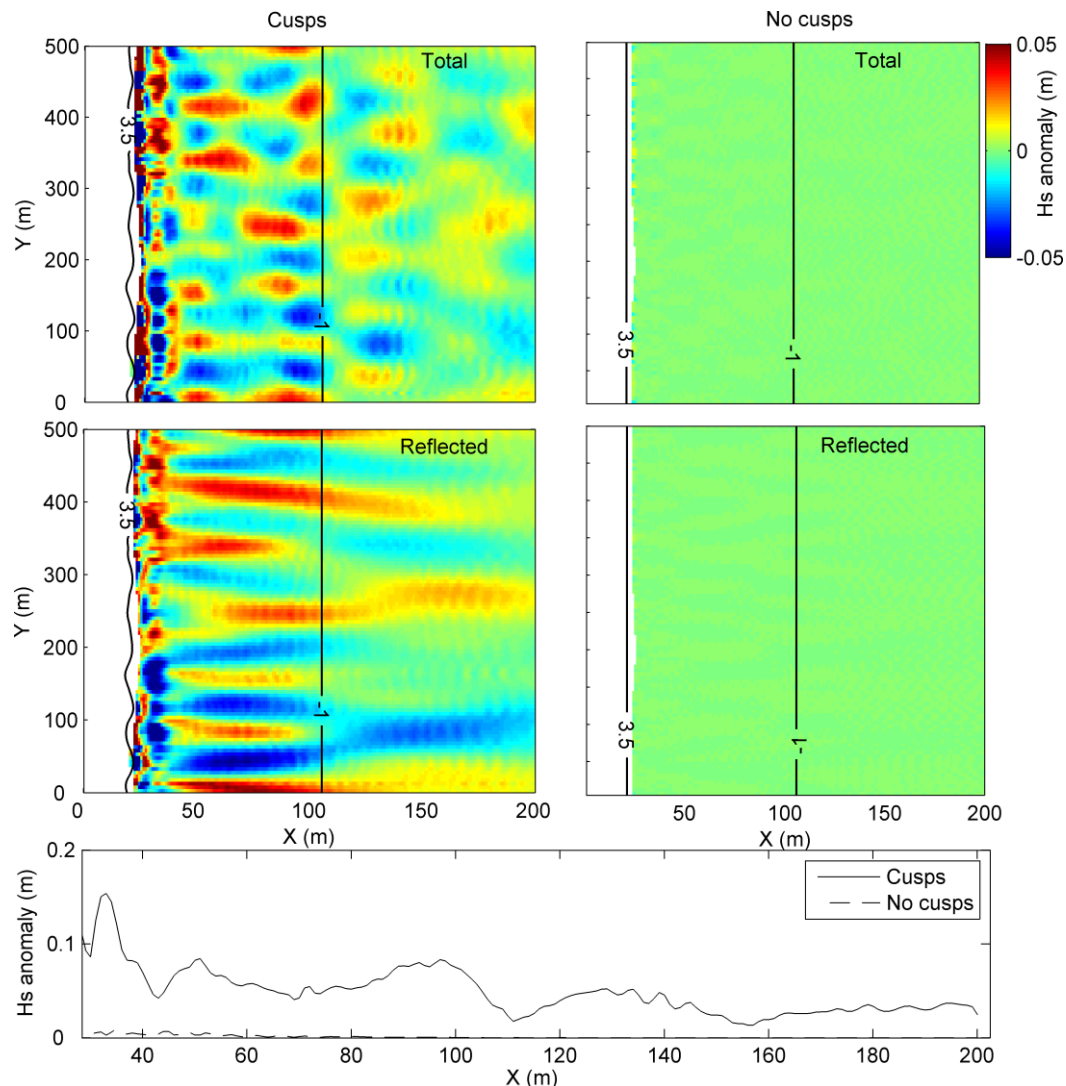 Cusps
No cusps
500
400
300
200
100
0
Y (m)
3.5
-1
Total
3.5
-1
Total
0.05
0
-0.05
Hs anomaly (m)
500
400
300
200
100
0
Y (m)
3.5
-1
Reflected
0 50 100 150 200
X (m)
3.5
-1
Reflected
50 100 150 200
X (m)
0.2
0.1
0
Hs anomaly (m)
Cusps
No cusps
40 60 80 100 120 140 160 180 200
X (m)